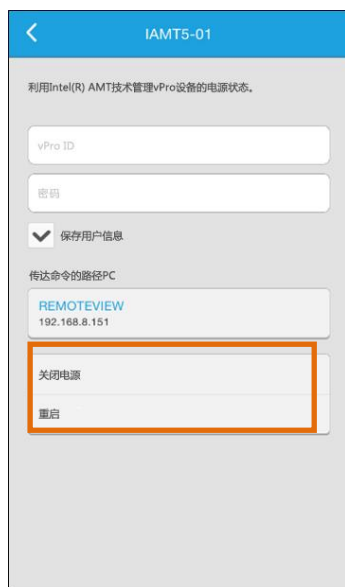 IAMT5-01
利用Intel(R) AMT技术管理vPro设备的电源状态。
vPro ID
密码
保存用户信息
传达命令的路径PC
REMOTEVIEW
192.168.8.151
关闭电源
重启